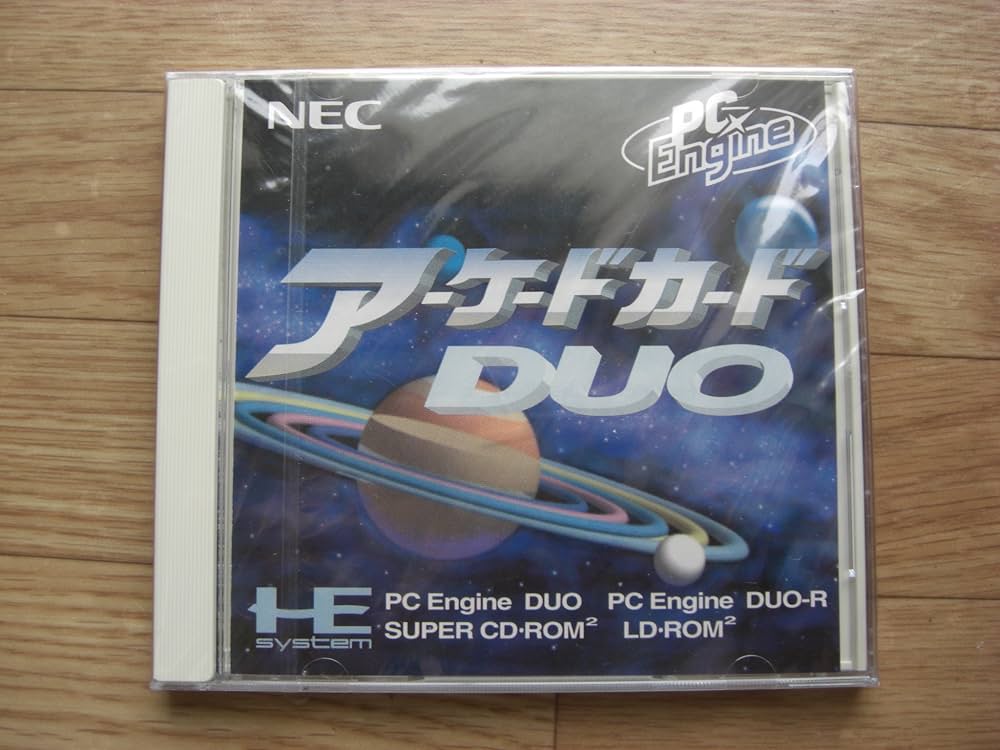 NEC
PC Engine
アーケードカード
DUO
HE system
PC Engine DUO PC Engine DUO-R
SUPER CD・ROM² LD・ROM²